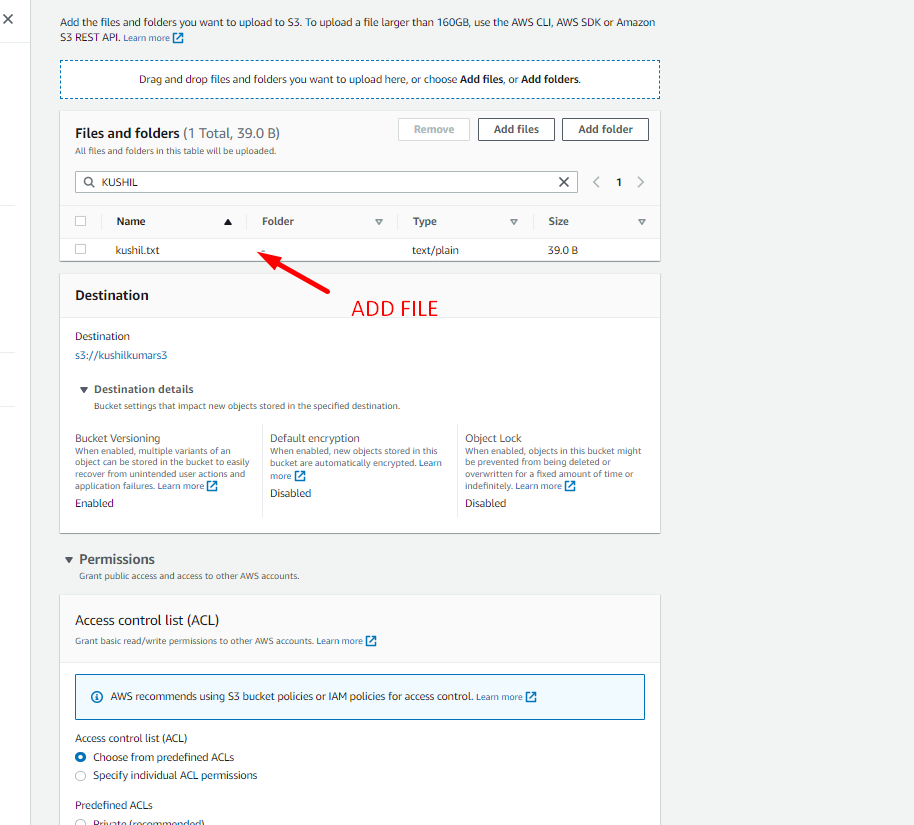 Add the files and folders you want to upload to S3. To upload a file larger than 160GB, use the AWS CLI, AWS SDK or Amazon
S3 REST API. Learn more
Drag and drop files and folders you want to upload here, or choose Add files, or Add folders.
Files and folders (1 Total, 39.0 B)
Remove
Add files
Add folder
All files and folders in this table will be uploaded.
KUSHIL
1
Name Folder Type Size
kushil.txt - text/plain 39.0 B
ADD FILE
Destination
Destination
s3://kushilkumars3
Destination details
Bucket settings that impact new objects stored in the specified destination.
Bucket Versioning
When enabled, multiple variants of an
object can be stored in the bucket to easily
recover from unintended user actions and
application failures. Learn more
Enabled
Default encryption
When enabled, new objects stored in this
bucket are automatically encrypted. Learn
more
Disabled
Object Lock
When enabled, objects in this bucket might
be prevented from being deleted or
overwritten for a fixed amount of time or
indefinitely. Learn more
Disabled
Permissions
Grant public access and access to other AWS accounts.
Access control list (ACL)
Grant basic read/write permissions to other AWS accounts. Learn more
AWS recommends using S3 bucket policies or IAM policies for access control. Learn more
Access control list (ACL)
Choose from predefined ACLs
Specify individual ACL permissions
Predefined ACLs
Private (recommended)